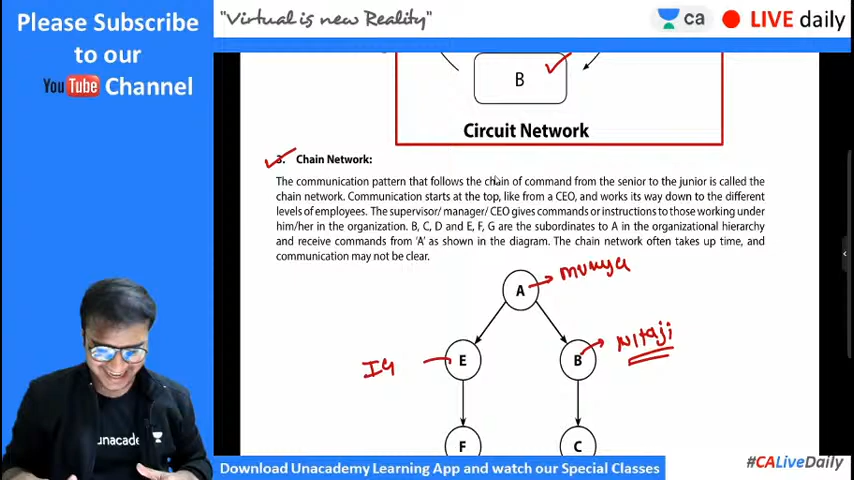 Please Subscribe
to our
YouTube Channel
"Virtual is new Reality"
ca
LIVE daily
B
Circuit Network
3. Chain Network:
The communication pattern that follows the chain of command from the senior to the junior is called the
chain network. Communication starts at the top, like from a CEO, and works its way down to the different
levels of employees. The supervisor/ manager/ CEO gives commands or instructions to those working under
him/her in the organization. B, C, D and E, F, G are the subordinates to A in the organizational hierarchy
and receive commands from 'A' as shown in the diagram. The chain network often takes up time, and
communication may not be clear.
A
E
B
Nitaji
F
C
unacade
Download Unacademy Learning App and watch our Special Classes
#CALiveDaily